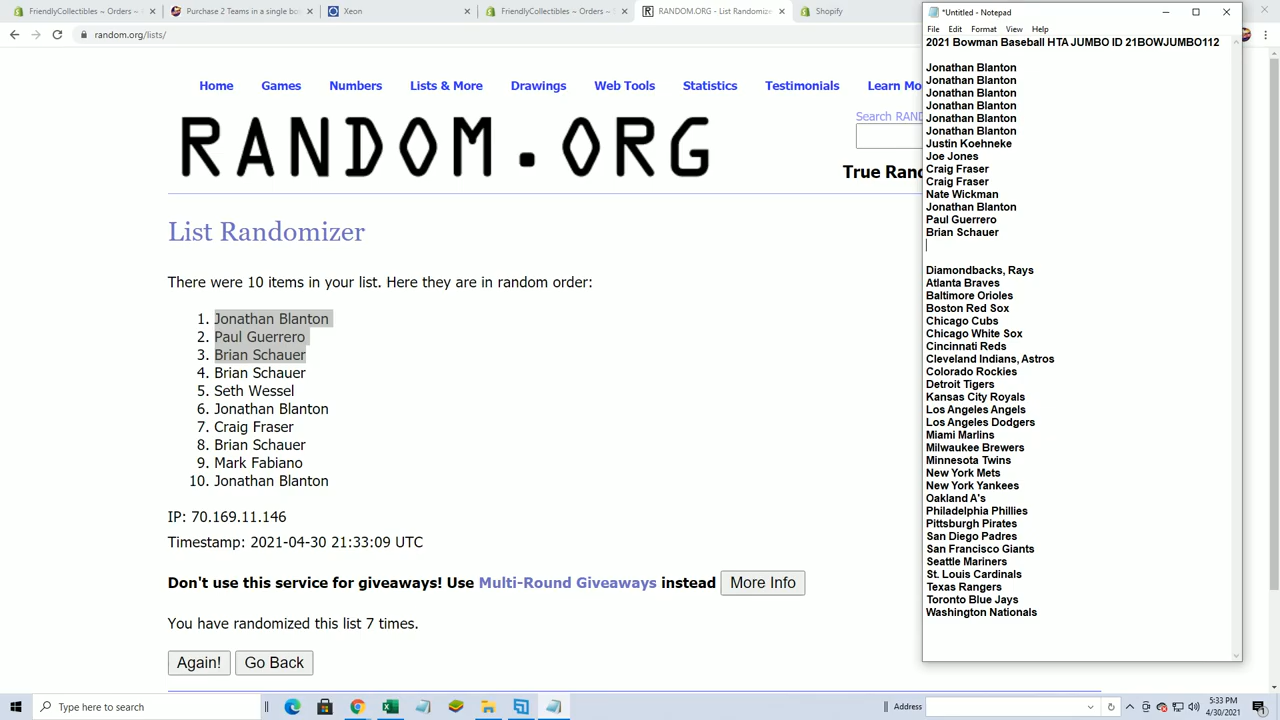 FriendlyCollectibles ~ Orders ~
Purchase 2 Teams in a single bo
Xeon
FriendlyCollectibles ~ Orders ~ S
RANDOM.ORG - List Randomizer
Shopify
random.org/lists/
Home Games Numbers Lists & More Drawings Web Tools Statistics Testimonials Learn Mo
RANDOM.ORG
Search RAND
True Ran
List Randomizer
There were 10 items in your list. Here they are in random order:
1. Jonathan Blanton
2. Paul Guerrero
3. Brian Schauer
4. Brian Schauer
5. Seth Wessel
6. Jonathan Blanton
7. Craig Fraser
8. Brian Schauer
9. Mark Fabiano
10. Jonathan Blanton
IP: 70.169.11.146
Timestamp: 2021-04-30 21:33:09 UTC
Don't use this service for giveaways! Use Multi-Round Giveaways instead More Info
You have randomized this list 7 times.
Again! Go Back
*Untitled - Notepad
File Edit Format View Help
2021 Bowman Baseball HTA JUMBO ID 21BOWJUMBO112
Jonathan Blanton
Jonathan Blanton
Jonathan Blanton
Jonathan Blanton
Jonathan Blanton
Jonathan Blanton
Justin Koehneke
Joe Jones
Craig Fraser
Craig Fraser
Nate Wickman
Jonathan Blanton
Paul Guerrero
Brian Schauer
Diamondbacks, Rays
Atlanta Braves
Baltimore Orioles
Boston Red Sox
Chicago Cubs
Chicago White Sox
Cincinnati Reds
Cleveland Indians, Astros
Colorado Rockies
Detroit Tigers
Kansas City Royals
Los Angeles Angels
Los Angeles Dodgers
Miami Marlins
Milwaukee Brewers
Minnesota Twins
New York Mets
New York Yankees
Oakland A's
Philadelphia Phillies
Pittsburgh Pirates
San Diego Padres
San Francisco Giants
Seattle Mariners
St. Louis Cardinals
Texas Rangers
Toronto Blue Jays
Washington Nationals
Type here to search
Address
5:33 PM
4/30/2021